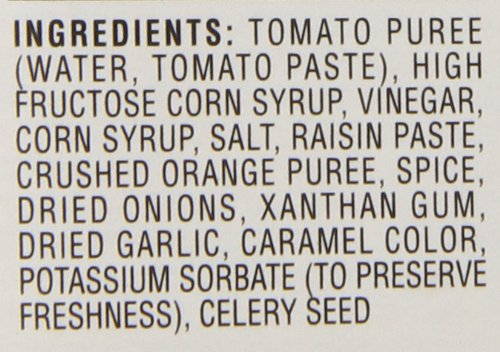 INGREDIENTS: TOMATO PUREE
(WATER, TOMATO PASTE), HIGH
FRUCTOSE CORN SYRUP, VINEGAR,
CORN SYRUP, SALT, RAISIN PASTE,
CRUSHED ORANGE PUREE, SPICE,
DRIED ONIONS, XANTHAN GUM,
DRIED GARLIC, CARAMEL COLOR,
POTASSIUM SORBATE (TO PRESERVE
FRESHNESS), CELERY SEED